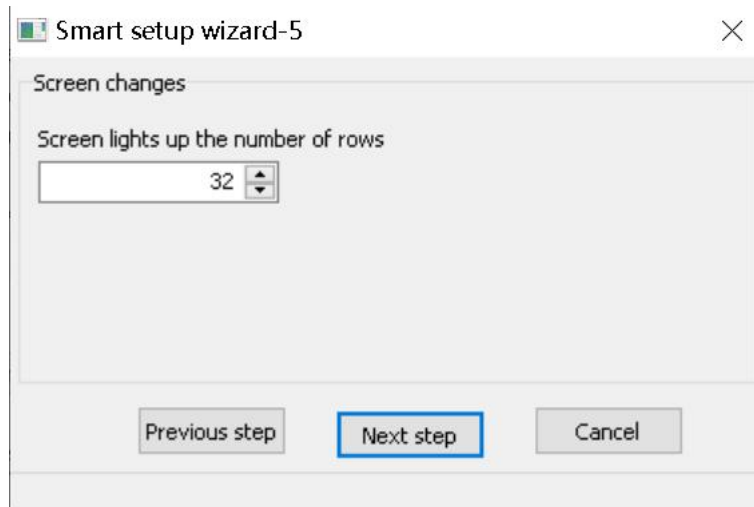 Smart setup wizard-5
Screen changes
Screen lights up the number of rows
32
Previous step Next step Cancel